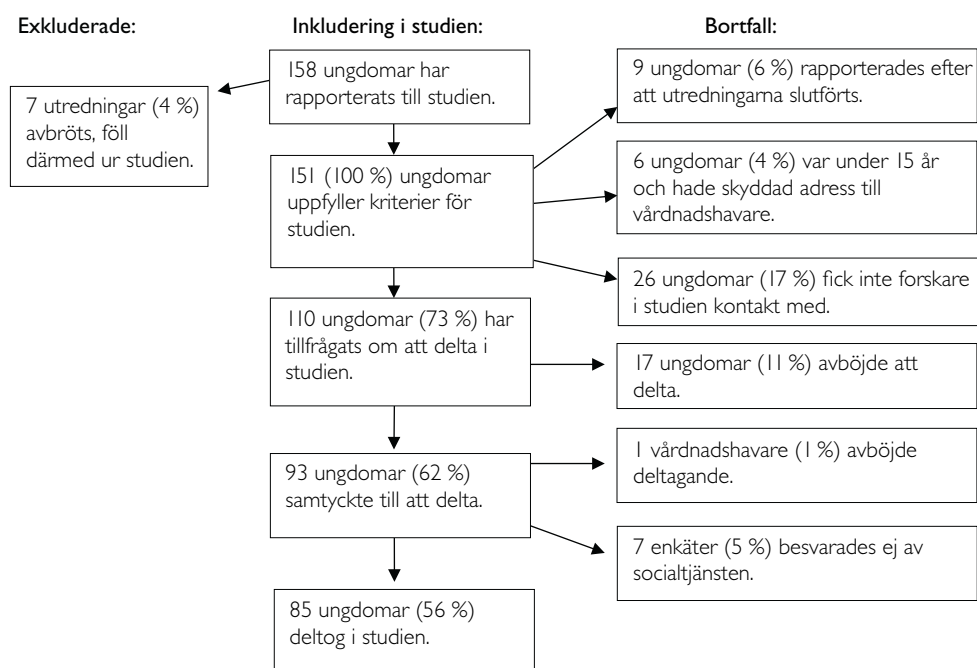 Exkluderade:
Inkludering i studien:
Bortfall:
158 ungdomar har
rapporterats till studien.
7 utredningar (4 %)
avbröts, föll
därmed ur studien.
9 ungdomar (6 %) rapporterades efter
att utredningarna slutförts.
151 (100 %) ungdomar
uppfyller kriterier för
studien.
6 ungdomar (4 %) var under 15 år
och hade skyddad adress till
vårdnadshavare.
26 ungdomar (17 %) fick inte forskare
i studien kontakt med.
110 ungdomar (73 %) har
tillfrågats om att delta i
studien.
17 ungdomar (11 %) avböjde att
delta.
93 ungdomar (62 %)
samtyckte till att delta.
1 vårdnadshavare (1 %) avböjde
deltagande.
7 enkäter (5 %) besvarades ej av
socialtjänsten.
85 ungdomar (56 %)
deltog i studien.